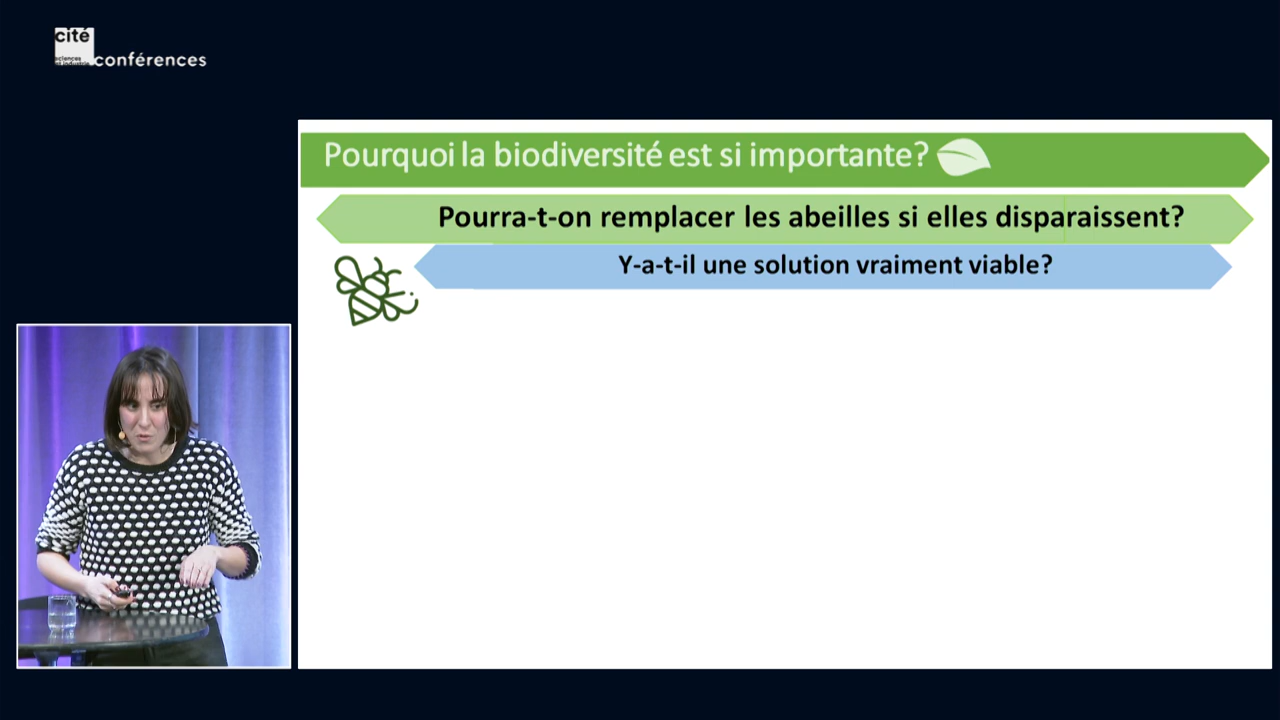 cité
sciences
et industrie
conférences
Pourquoi la biodiversité est si importante?
Pourra-t-on remplacer les abeilles si elles disparaissent?
Y-a-t-il une solution vraiment viable?